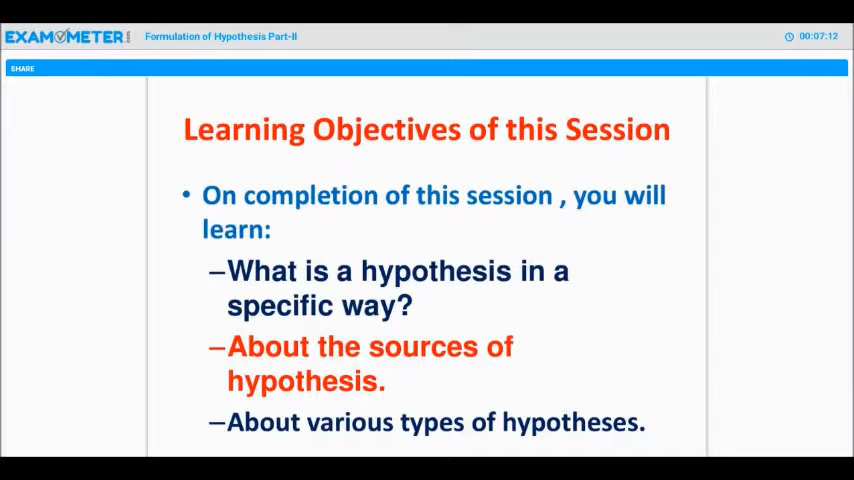 EXAMOMETER.com
Formulation of Hypothesis Part-II
00:07:12
SHARE
Learning Objectives of this Session
• On completion of this session , you will
learn:
–What is a hypothesis in a
specific way?
–About the sources of
hypothesis.
–About various types of hypotheses.